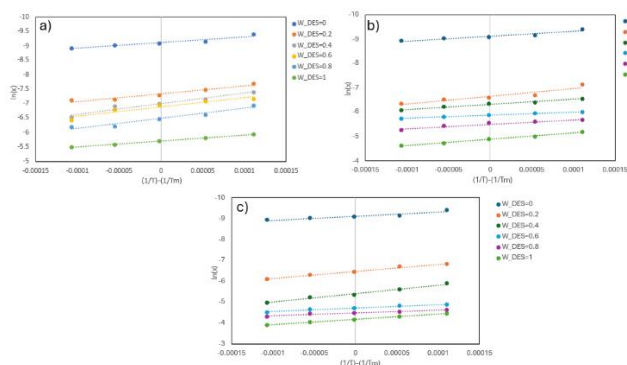 a)
-10
-9.5
-9
-8.5
-8
-7.5
-7
-6.5
-6
-5.5
-5
ln(x)
-0.00015 -0.0001 -0.00005 0 0.00005 0.0001 0.00015
(1/T)-(1/Tm)
W_DES=0
W_DES=0.2
W_DES=0.4
W_DES=0.6
W_DES=0.8
W_DES=1
b)
-10
-9
-8
-7
-6
-5
-4
ln(x)
-0.00015 -0.0001 -0.00005 0 0.00005 0.0001 0.00015
(1/T)-(1/Tm)
c)
-10
-9
-8
-7
-6
-5
-4
-3
ln(x)
-0.00015 -0.0001 -0.00005 0 0.00005 0.0001 0.00015
(1/T)-(1/Tm)
W_DES=0
W_DES=0.2
W_DES=0.4
W_DES=0.6
W_DES=0.8
W_DES=1